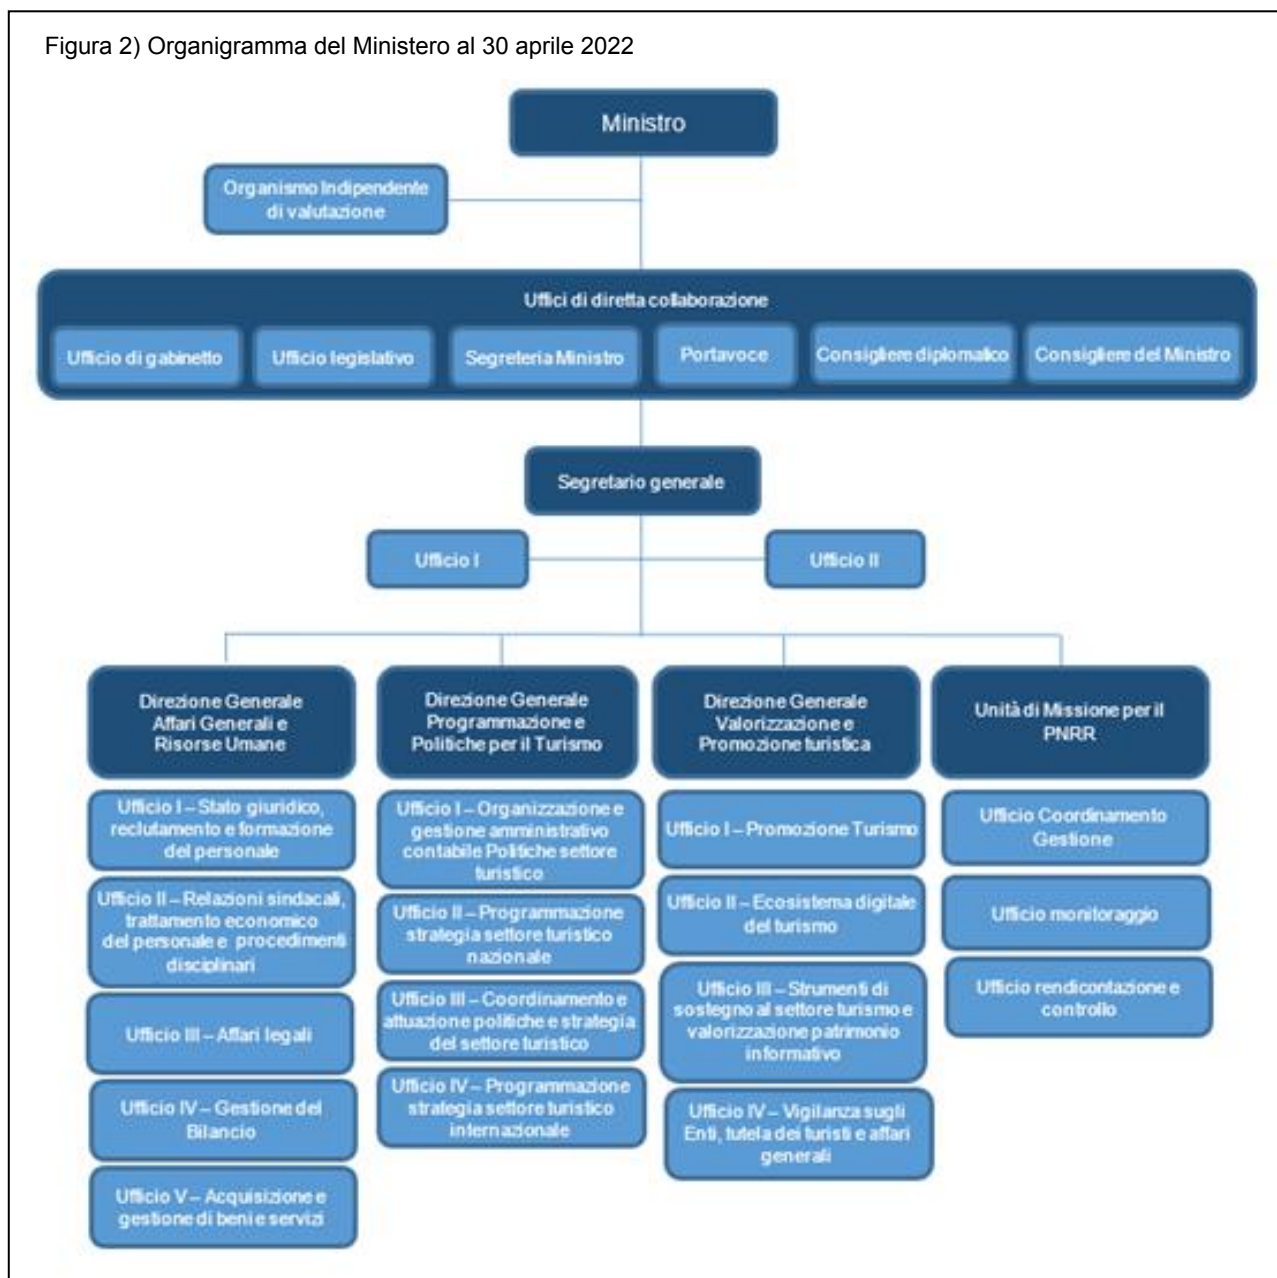 Figura 2) Organigramma del Ministero al 30 aprile 2022
Ministro
Organismo Indipendente
di valutazione
Uffici di diretta collaborazione
Ufficio di gabinetto
Ufficio legislativo
Segreteria Ministro
Portavoce
Consigliere diplomatico
Consigliere del Ministro
Segretario generale
Ufficio I
Ufficio II
Direzione Generale
Affari Generali e
Risorse Umane
Ufficio I – Stato giuridico,
reclutamento e formazione
del personale
Ufficio II – Relazioni sindacali,
trattamento economico
del personale e procedimenti
disciplinari
Ufficio III – Affari legali
Ufficio IV – Gestione del
Bilancio
Ufficio V – Acquisizione e
gestione di beni e servizi
Direzione Generale
Programmazione e
Politiche per il Turismo
Ufficio I – Organizzazione e
gestione amministrativo
contabile Politiche settore
turistico
Ufficio II – Programmazione
strategia settore turistico
nazionale
Ufficio III – Coordinamento e
attuazione politiche e strategia
del settore turistico
Ufficio IV – Programmazione
strategia settore turistico
internazionale
Direzione Generale
Valorizzazione e
Promozione turistica
Ufficio I – Promozione Turismo
Ufficio II – Ecosistema digitale
del turismo
Ufficio III – Strumenti di
sostegno al settore turismo e
valorizzazione patrimonio
informativo
Ufficio IV – Vigilanza sugli
Enti, tutela dei turisti e affari
generali
Unità di Missione per il
PNRR
Ufficio Coordinamento
Gestione
Ufficio monitoraggio
Ufficio rendicontazione e
controllo